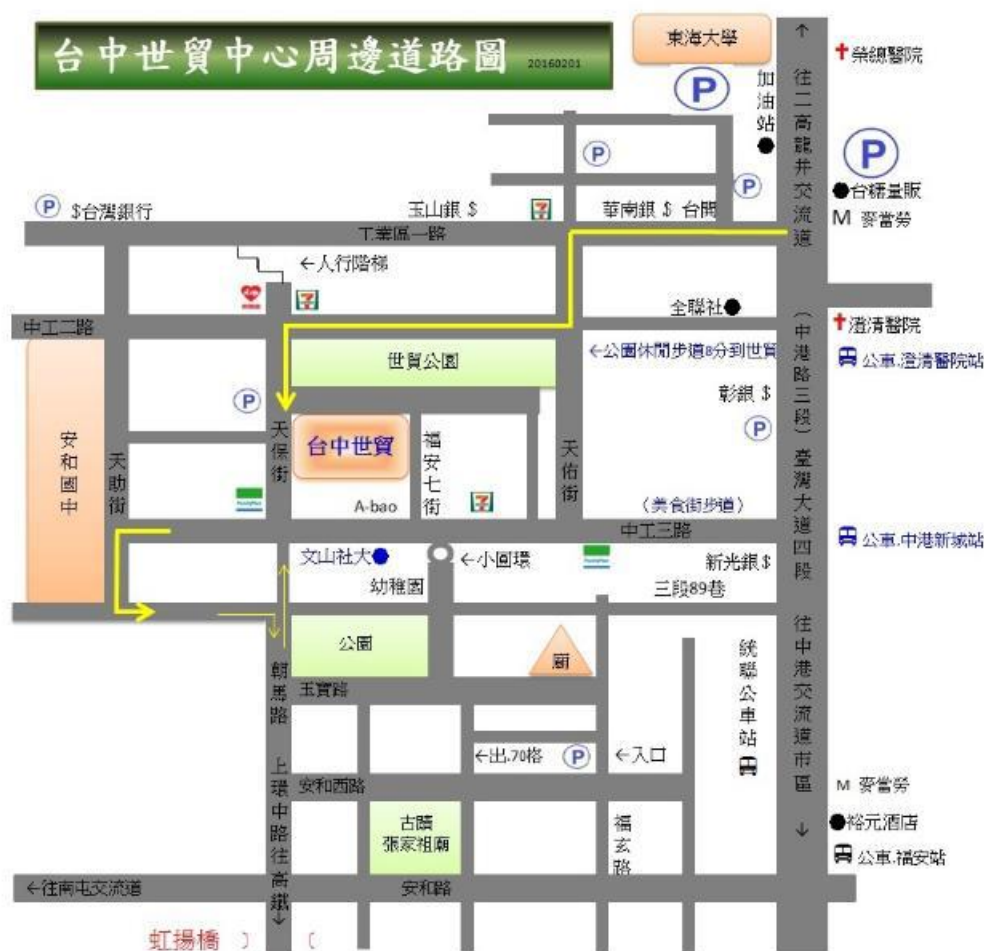 台中世貿中心周邊道路圖 20160201
東海大學
P
加油站
往二高龍井交流道
榮總醫院
P
P
P
台糖量販
M 麥當勞
P $台灣銀行
玉山銀 $
7
華南銀 $ 台開
工業區一路
←人行階梯
7
全聯社
中工二路
澄清醫院
世貿公園
←公園休閒步道8分到世貿
公車.澄清醫院站
(中港路三段)臺灣大道四段
P
彰銀 $
P
安和國中
天助街
天保街
台中世貿
福安七街
天佑街
A-bao
7
(美食街步道)
中工三路
公車.中港新城站
文山社大
←小圓環
新光銀$
幼稚園
三段89巷
往中港交流道市區
公園
廟
統聯公車站
朝馬路
玉寶路
←出.70格
P
←入口
上環中路往高鐵
安和西路
M 麥當勞
古蹟
張家祖廟
福玄路
裕元酒店
公車.福安站
←往南屯交流道
安和路
虹揚橋